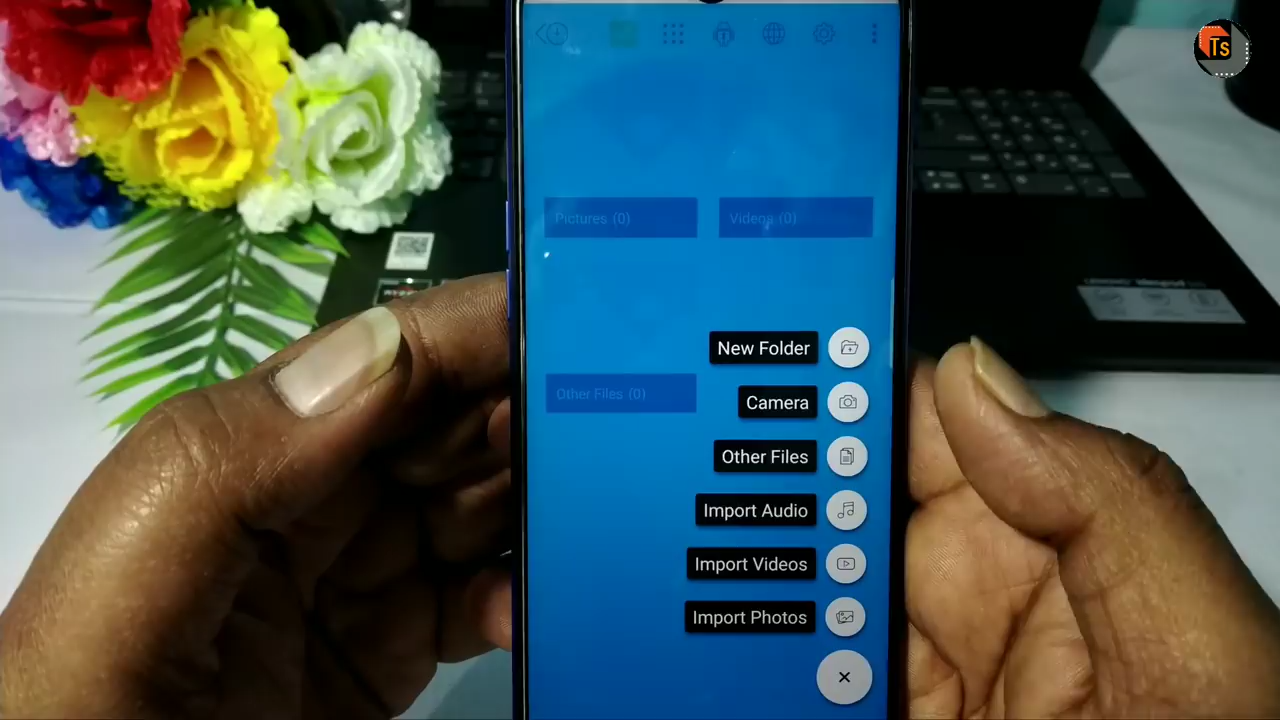 Ts
Pictures (0)
Videos (0)
New Folder
Other Files (0)
Camera
Other Files
Import Audio
Import Videos
Import Photos